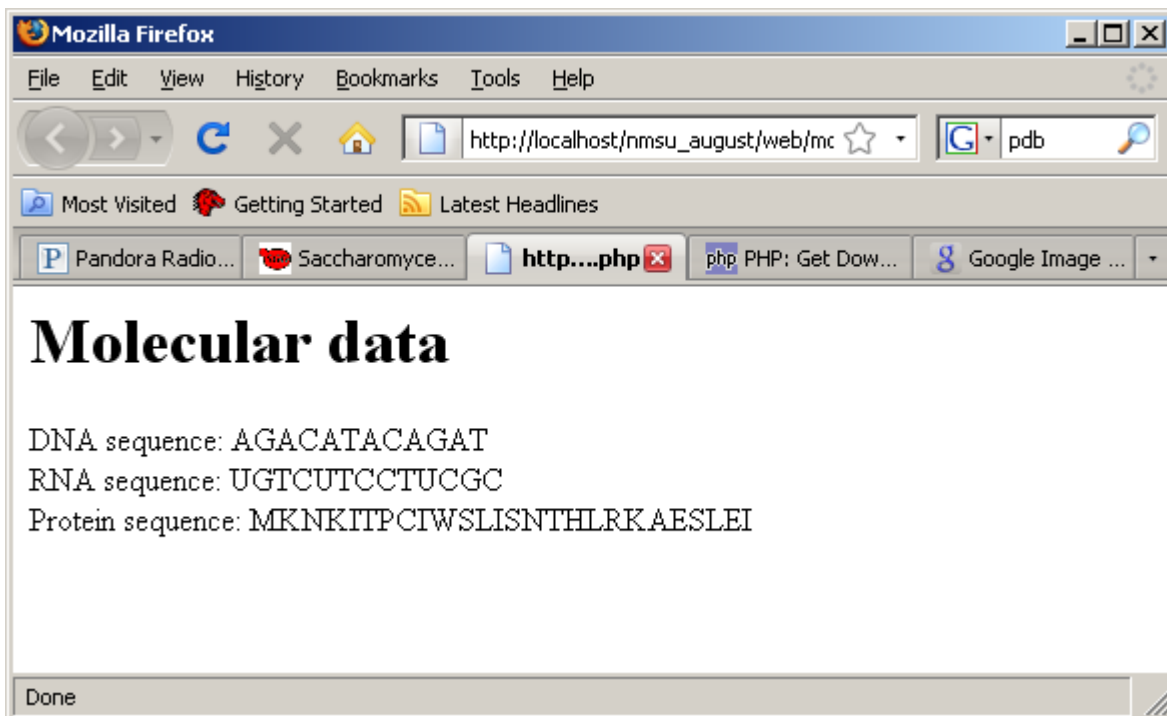 Mozilla Firefox
File Edit View History Bookmarks Tools Help
http://localhost/nmsu_august/web/mc
G pdb
Most Visited Getting Started Latest Headlines
P Pandora Radio... Saccharomyce... http....php php PHP: Get Dow... g Google Image ...
Molecular data
DNA sequence: AGACATACAGAT
RNA sequence: UGTCUTCCTUCGC
Protein sequence: MKNKITPCIWSLISNTHLRKAESLEI
Done